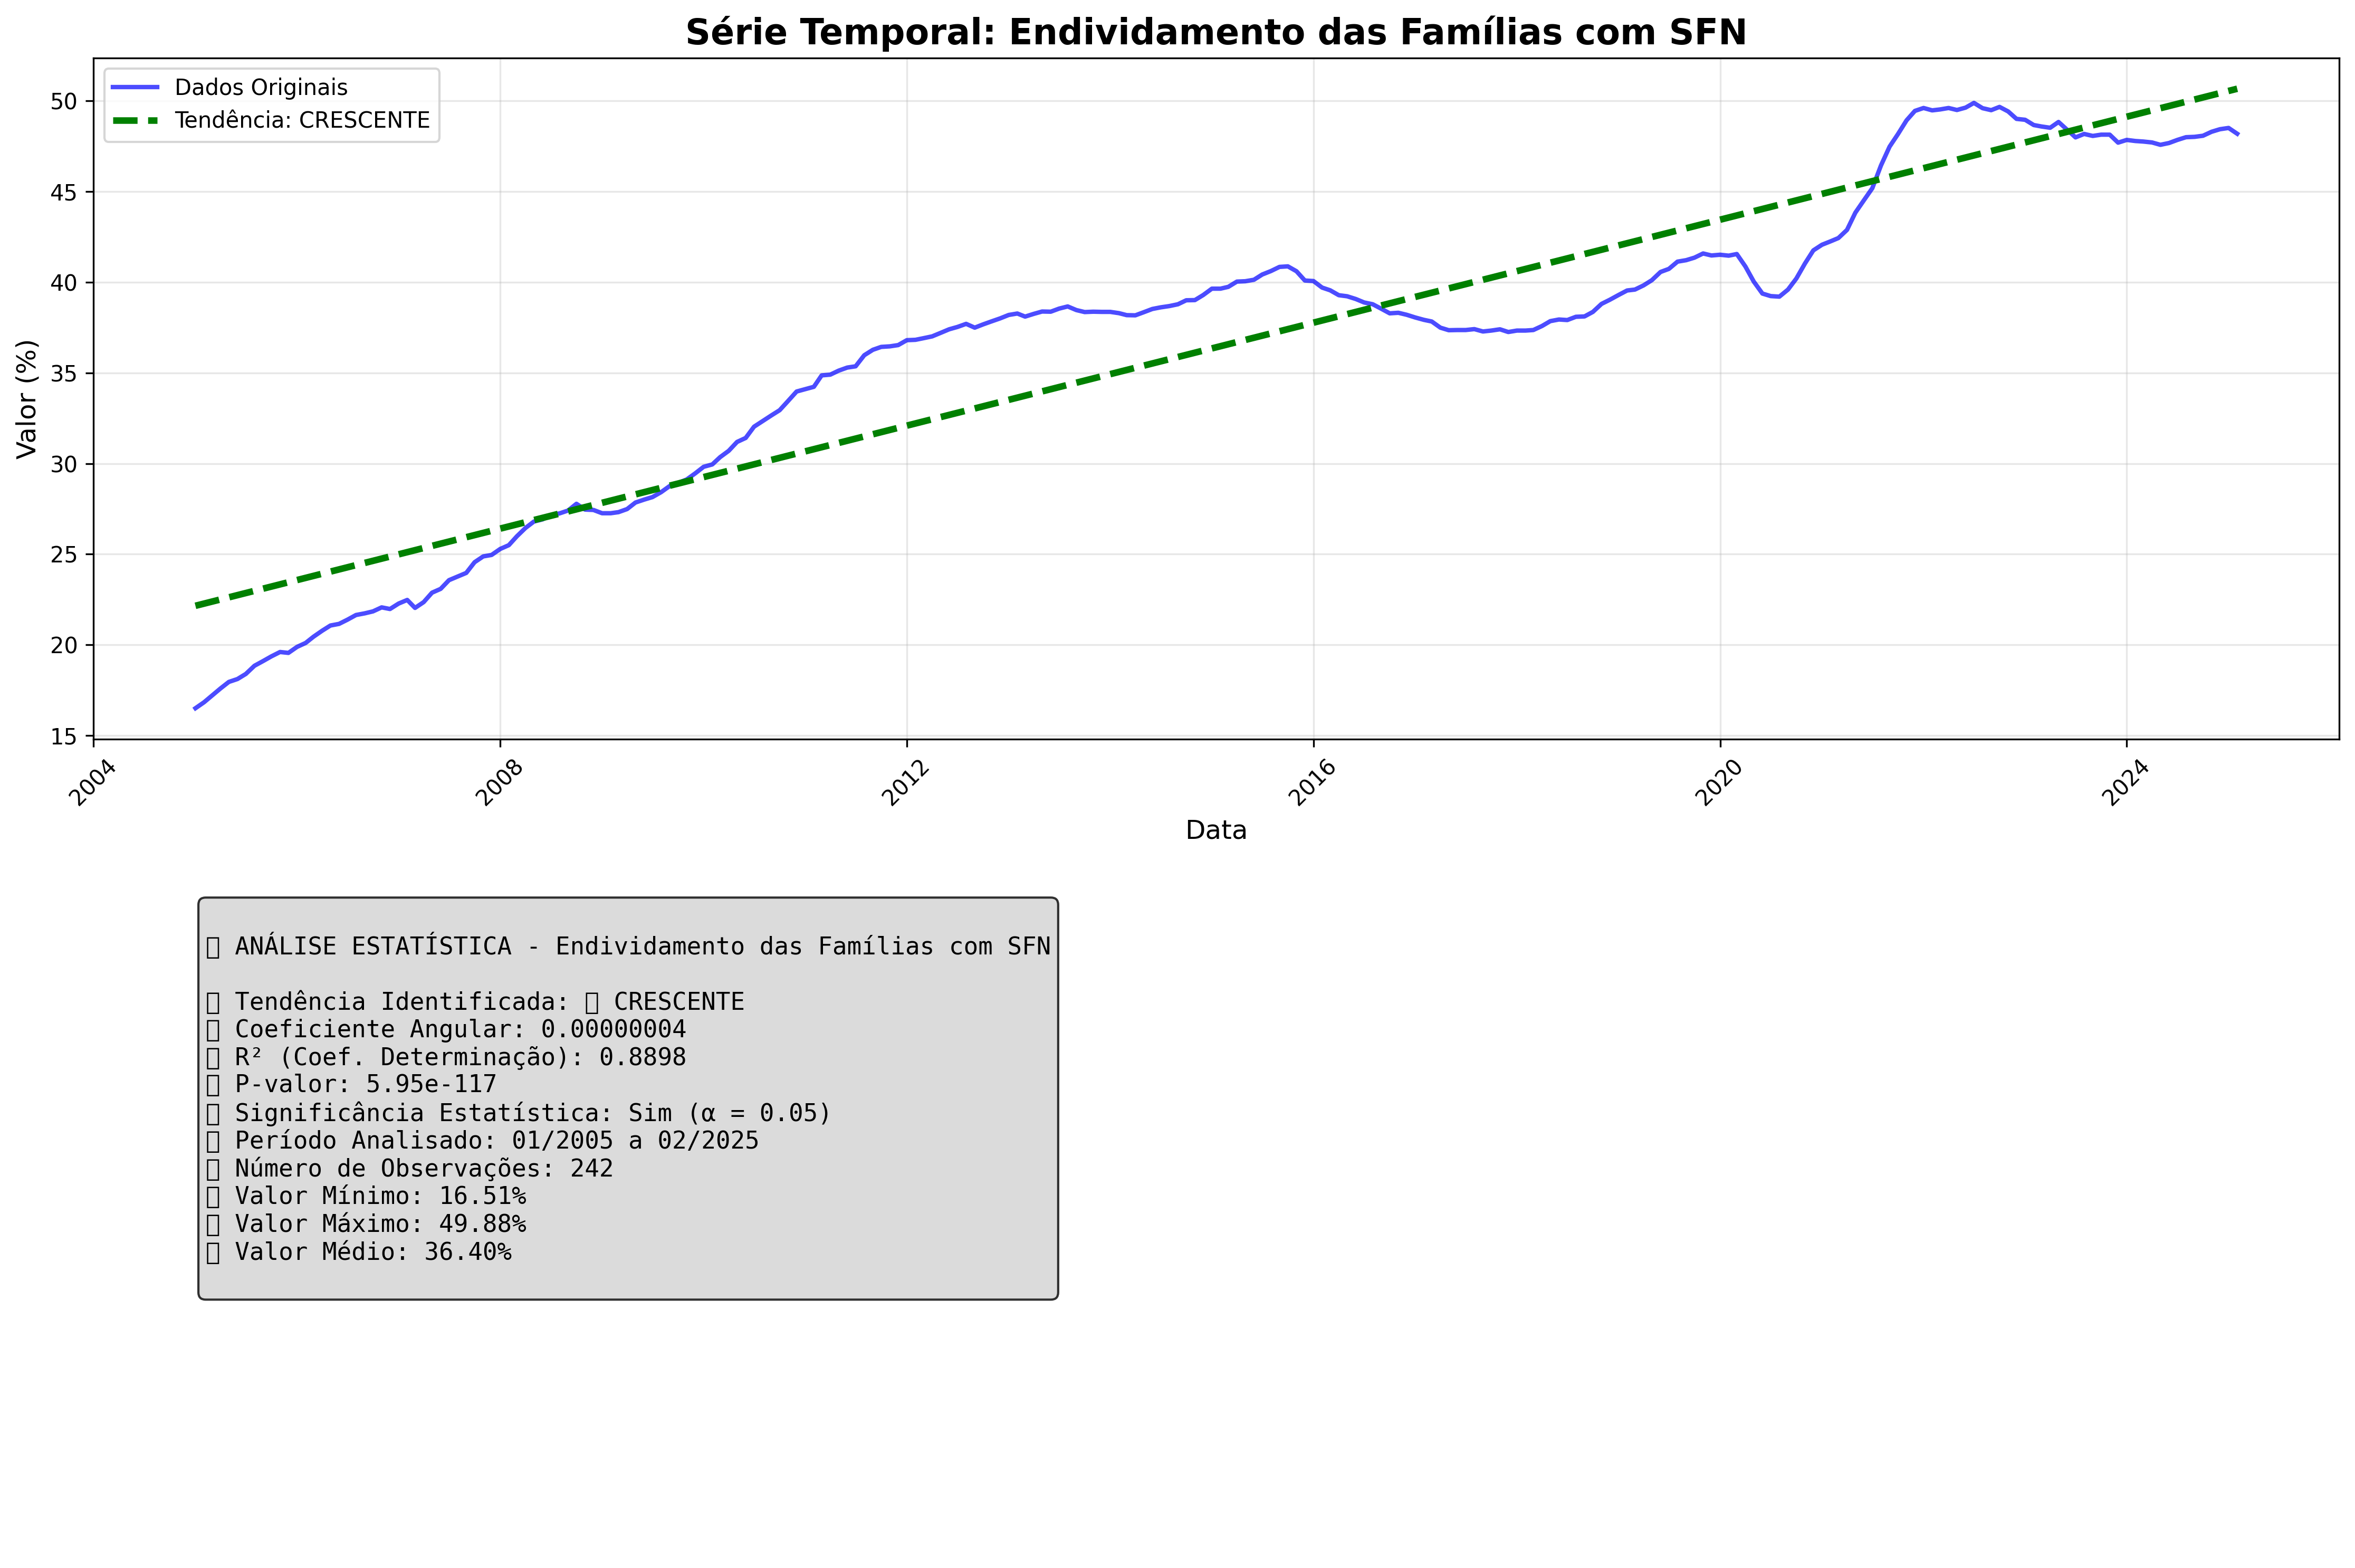 Série Temporal: Endividamento das Famílias com SFN
Dados Originais
Tendência: CRESCENTE
Valor (%)
50
45
40
35
30
25
20
15
2004
2008
2012
2016
2020
2024
Data
▯ ANÁLISE ESTATÍSTICA - Endividamento das Famílias com SFN
▯ Tendência Identificada: ▯ CRESCENTE
▯ Coeficiente Angular: 0.00000004
▯ R² (Coef. Determinação): 0.8898
▯ P-valor: 5.95e-117
▯ Significância Estatística: Sim (α = 0.05)
▯ Período Analisado: 01/2005 a 02/2025
▯ Número de Observações: 242
▯ Valor Mínimo: 16.51%
▯ Valor Máximo: 49.88%
▯ Valor Médio: 36.40%